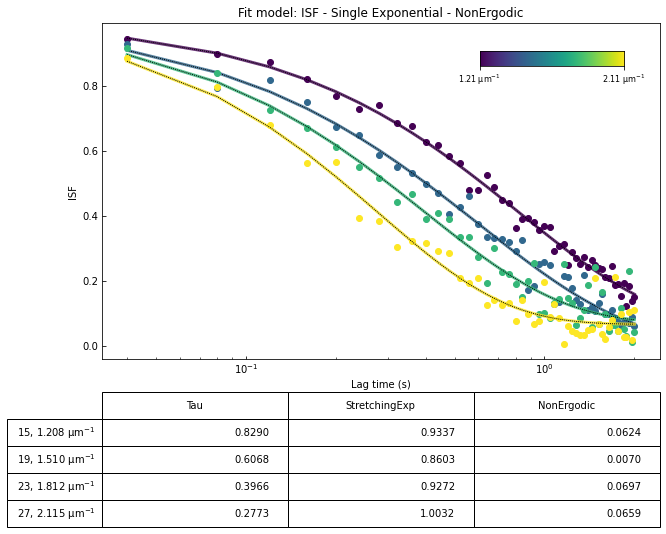 Fit model: ISF - Single Exponential - NonErgodic
ISF
0.8
0.6
0.4
0.2
0.0
1.21 μm⁻¹ 2.11 μm⁻¹
10⁻¹ 10⁰
Lag time (s)
Tau StretchingExp NonErgodic
15, 1.208 μm⁻¹ 0.8290 0.9337 0.0624
19, 1.510 μm⁻¹ 0.6068 0.8603 0.0070
23, 1.812 μm⁻¹ 0.3966 0.9272 0.0697
27, 2.115 μm⁻¹ 0.2773 1.0032 0.0659